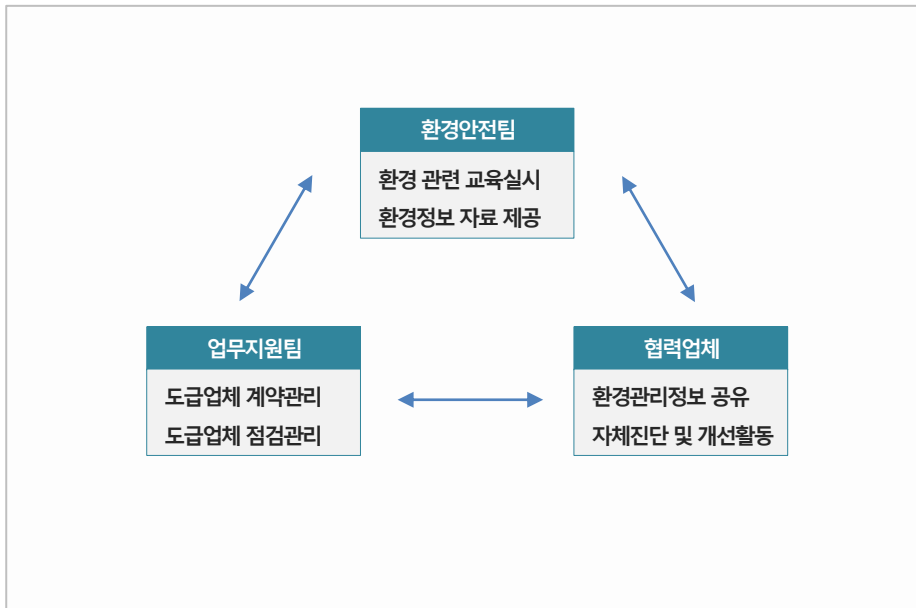 환경안전팀
환경 관련 교육실시
환경정보 자료 제공
업무지원팀
도급업체 계약관리
도급업체 점검관리
협력업체
환경관리정보 공유
자체진단 및 개선활동